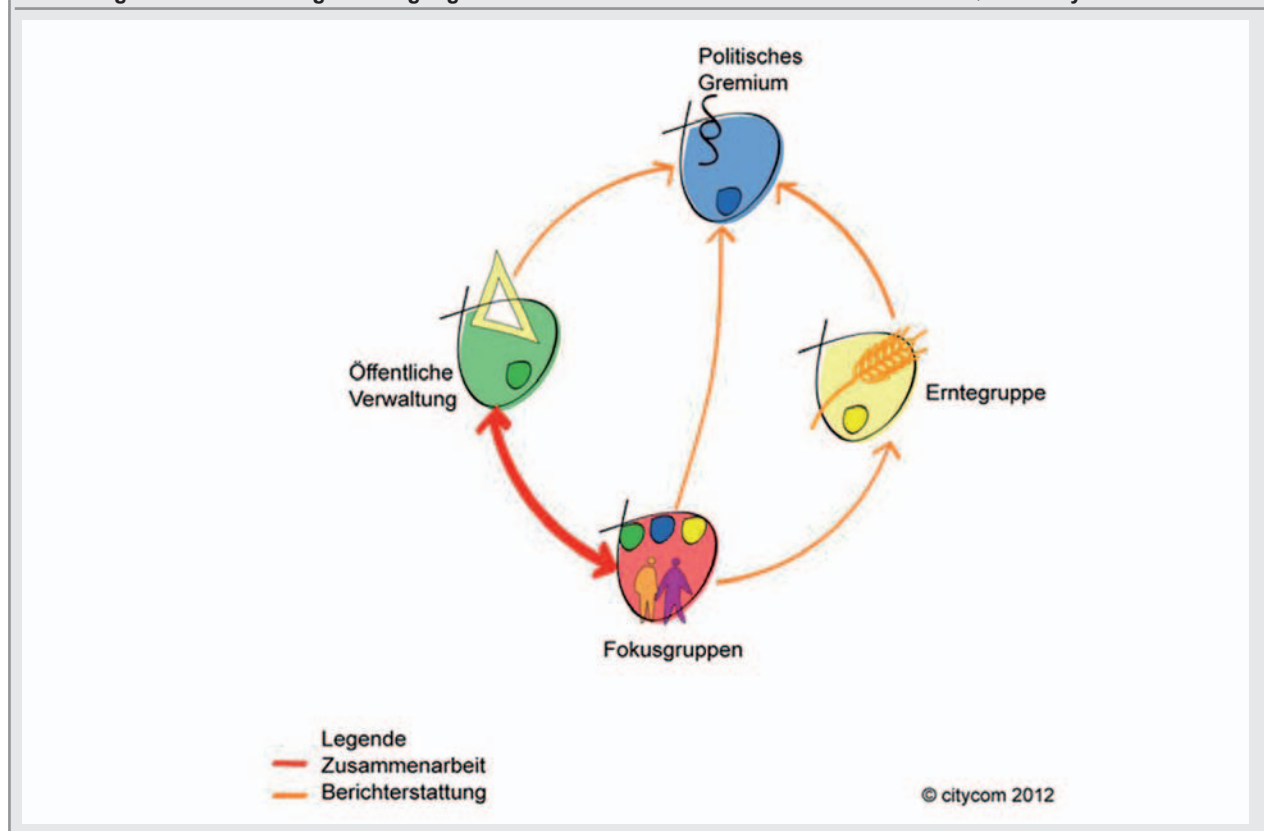 Politisches
Gremium
Öffentliche
Verwaltung
Erntegruppe
Fokusgruppen
Legende
Zusammenarbeit
Berichterstattung
© citycom 2012